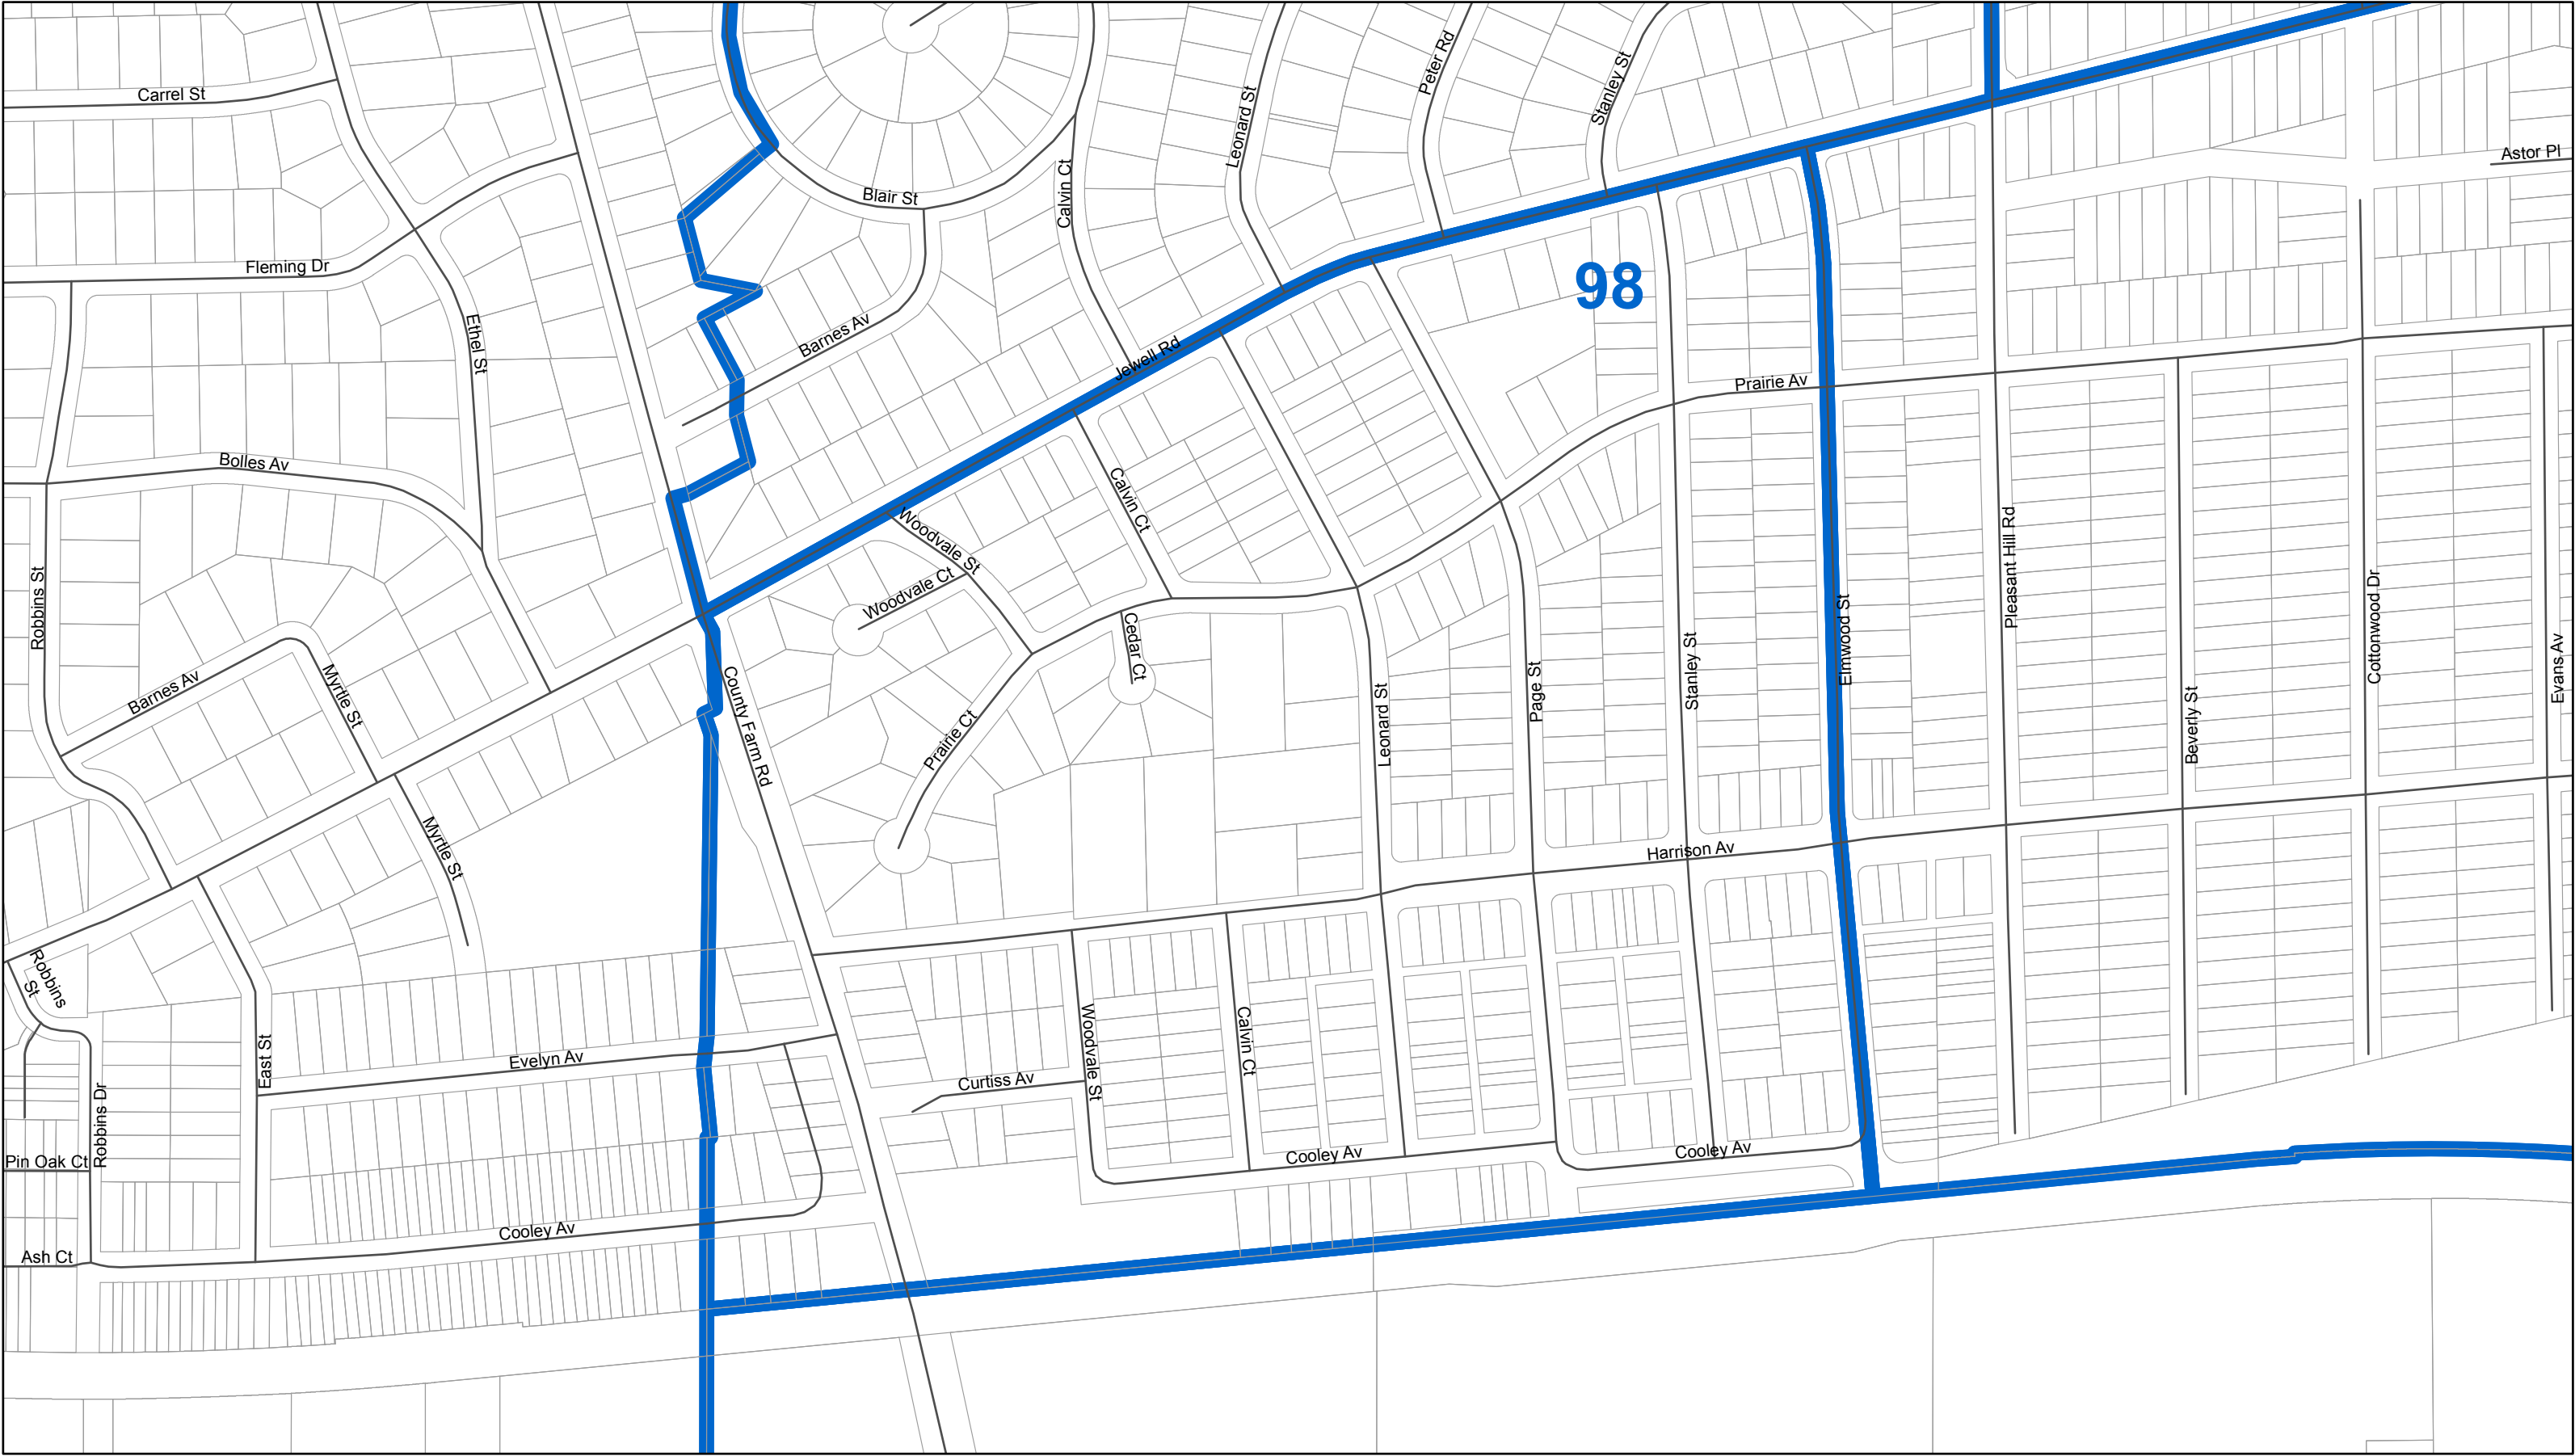 Carrel St
Peter Rd
Stanley St
Leonard St
Astor Pl
Calvin Ct
Blair St
Fleming Dr
98
Ethel St
Barnes Av
Jewell Rd
Prairie Av
Bolles Av
Calvin Ct
Woodvale St
Woodvale Ct
Robbins St
Pleasant Hill Rd
Cottonwood Dr
Elmwood St
Cedar Ct
Barnes Av
Myrtle St
County Farm Rd
Prairie Ct
Leonard St
Page St
Stanley St
Beverly St
Evans Av
Myrtle St
Harrison Av
Robbins
St
East St
Evelyn Av
Woodvale St
Calvin Ct
Curtiss Av
Robbins Dr
Pin Oak Ct
Cooley Av
Cooley Av
Cooley Av
Ash Ct